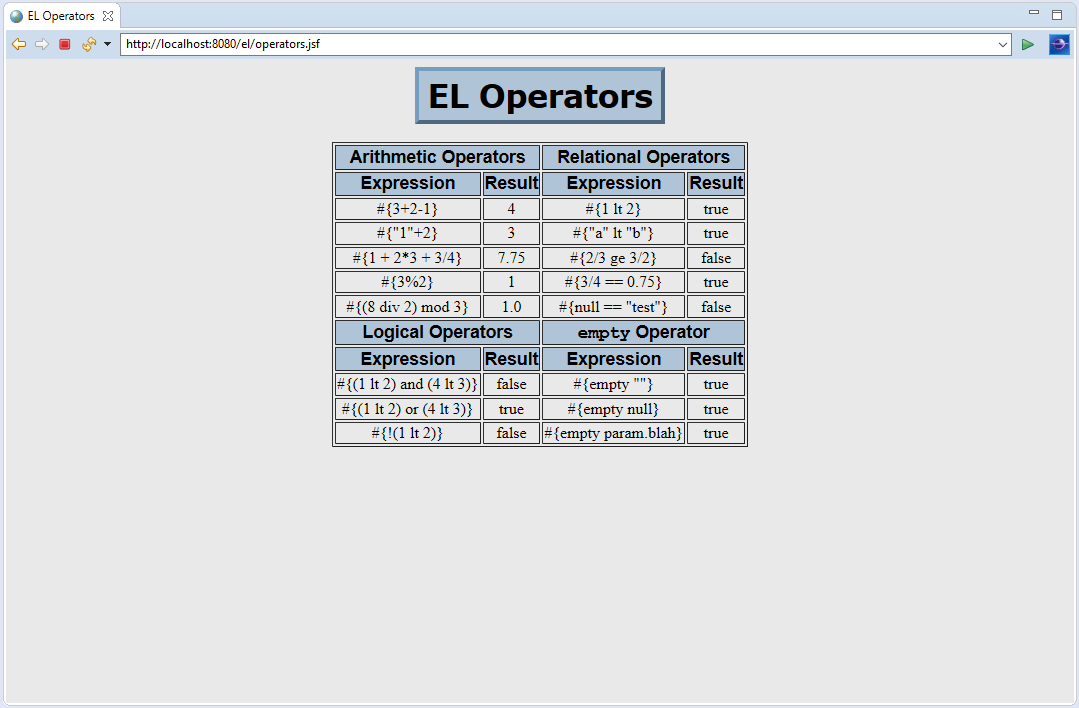 EL Operators
http://localhost:8080/el/operators.jsf
EL Operators
Arithmetic Operators Relational Operators
Expression Result Expression Result
#{3+2-1} 4 #{1 lt 2} true
#{"1"+2} 3 #{"a" lt "b"} true
#{1 + 2*3 + 3/4} 7.75 #{2/3 ge 3/2} false
#{3%2} 1 #{3/4 == 0.75} true
#{(8 div 2) mod 3} 1.0 #{null == "test"} false
Logical Operators empty Operator
Expression Result Expression Result
#{(1 lt 2) and (4 lt 3)} false #{empty ""} true
#{(1 lt 2) or (4 lt 3)} true #{empty null} true
#{!(1 lt 2)} false #{empty param.blah} true